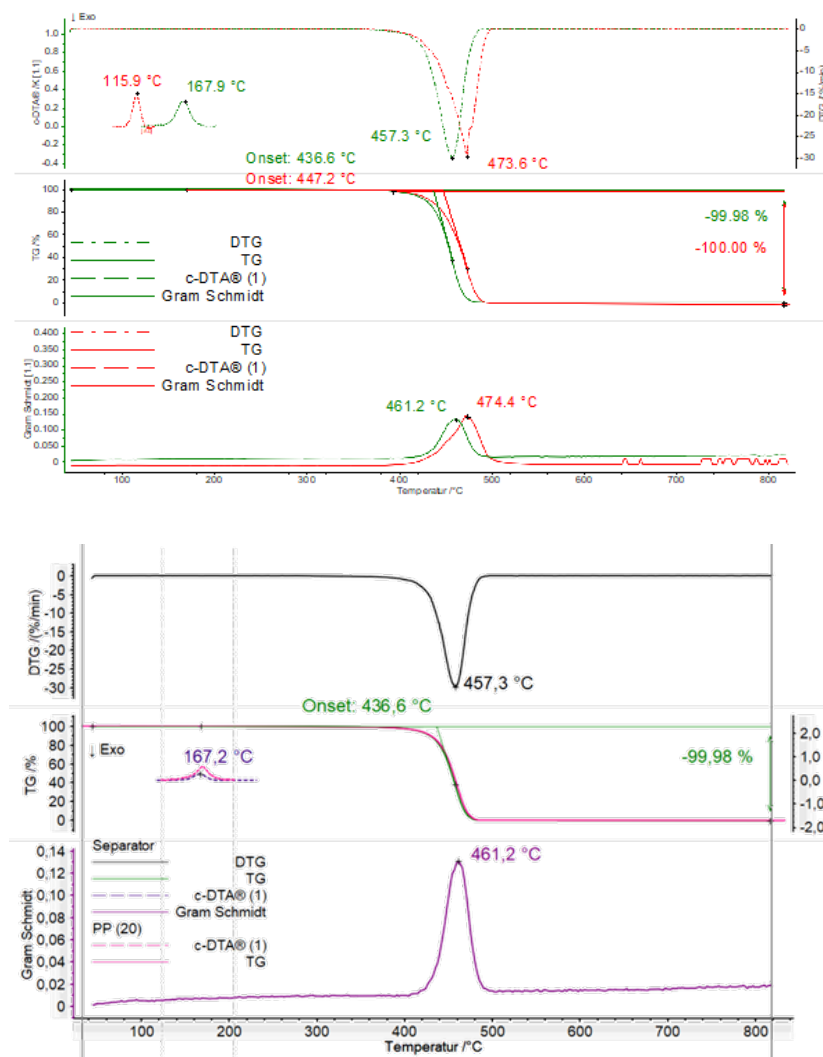 ↓ Exo
1.0
0.8
0.6
0.4
0.2
0.0
-0.2
-0.4
c-DTA® /K [1.1]
115.9 °C
167.9 °C
457.3 °C
473.6 °C
0
-5
-10
-15
-20
-25
-30
DTG /(%/min)
Onset: 436.6 °C
Onset: 447.2 °C
100
80
60
40
20
0
TG /%
-99.98 %
-100.00 %
DTG
TG
c-DTA® (1)
Gram Schmidt
0.400
0.350
0.300
0.250
0.200
0.150
0.100
0.050
0
Gram Schmidt [1.1]
DTG
TG
c-DTA® (1)
Gram Schmidt
461.2 °C
474.4 °C
100 200 300 400 500 600 700 800
Temperatur /°C
0
-5
-10
-15
-20
-25
-30
DTG /(%/min)
457,3 °C
Onset: 436,6 °C
100
80
60
40
20
0
TG /%
↓ Exo
167,2 °C
-99,98 %
2,0
1,0
0,0
-1,0
-2,0
0,14
0,12
0,10
0,08
0,06
0,04
0,02
0
Gram Schmidt
Separator
DTG
TG
c-DTA® (1)
Gram Schmidt
PP (20)
c-DTA® (1)
TG
461,2 °C
100 200 300 400 500 600 700 800
Temperatur /°C